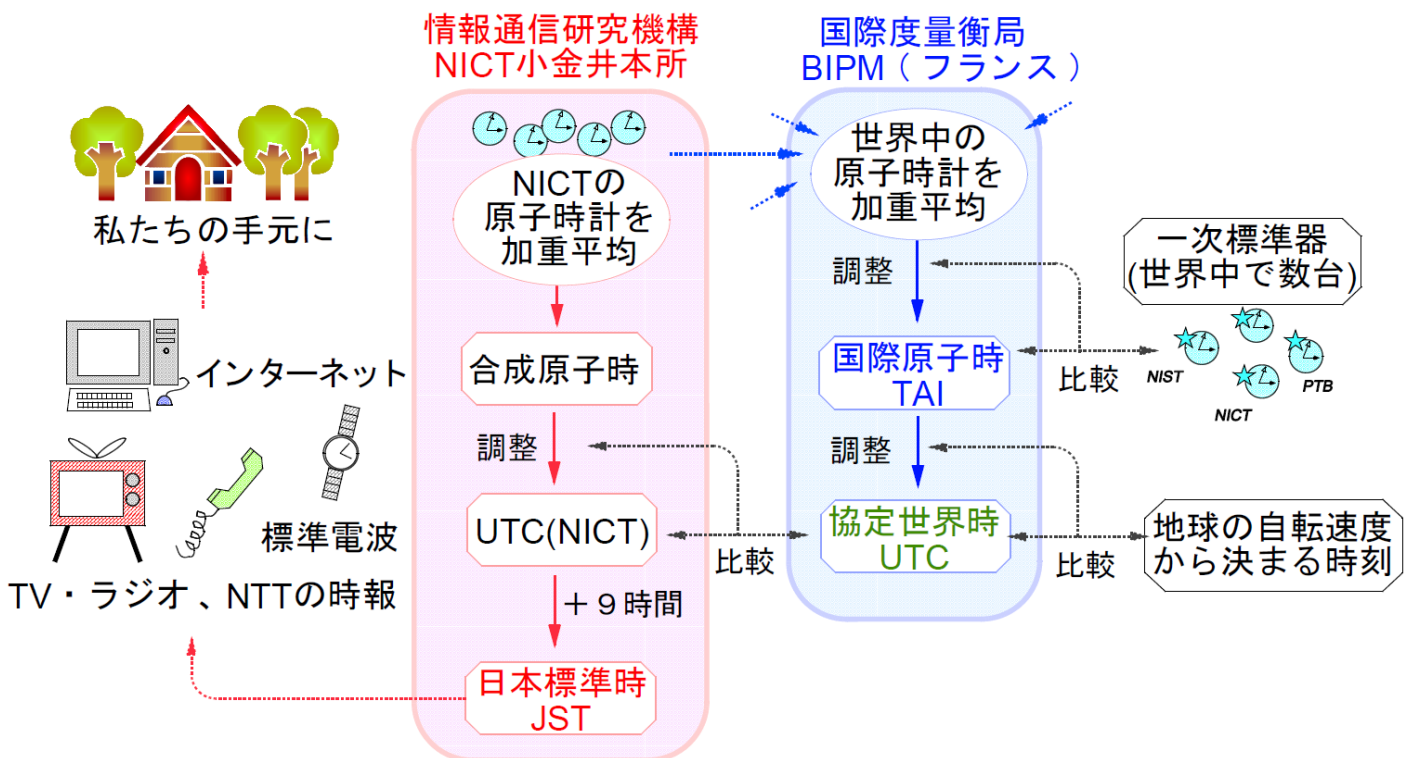 情報通信研究機構
NICT小金井本所
国際度量衡局
BIPM（フランス）
NICTの
原子時計を
加重平均
世界中の
原子時計を
加重平均
一次標準器
(世界中で数台)
NIST
PTB
NICT
調整
比較
合成原子時
国際原子時
TAI
調整
調整
UTC(NICT)
比較
協定世界時
UTC
比較
地球の自転速度
から決まる時刻
＋９時間
日本標準時
JST
私たちの手元に
インターネット
標準電波
TV・ラジオ、NTTの時報